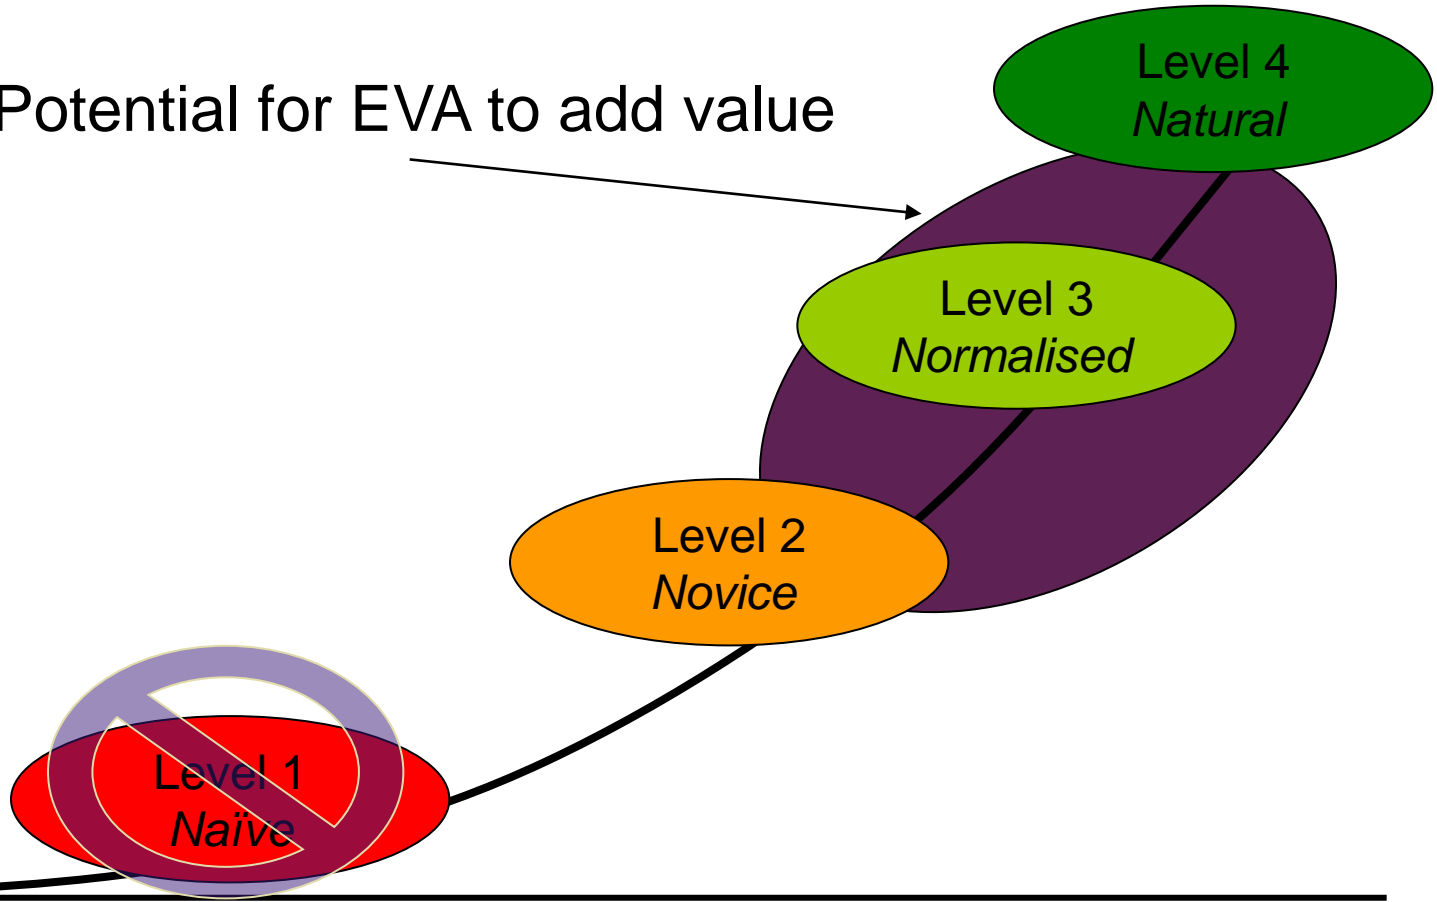 Potential for EVA to add value
Level 4
Natural
Level 3
Normalised
Level 2
Novice
Level 1
Naïve